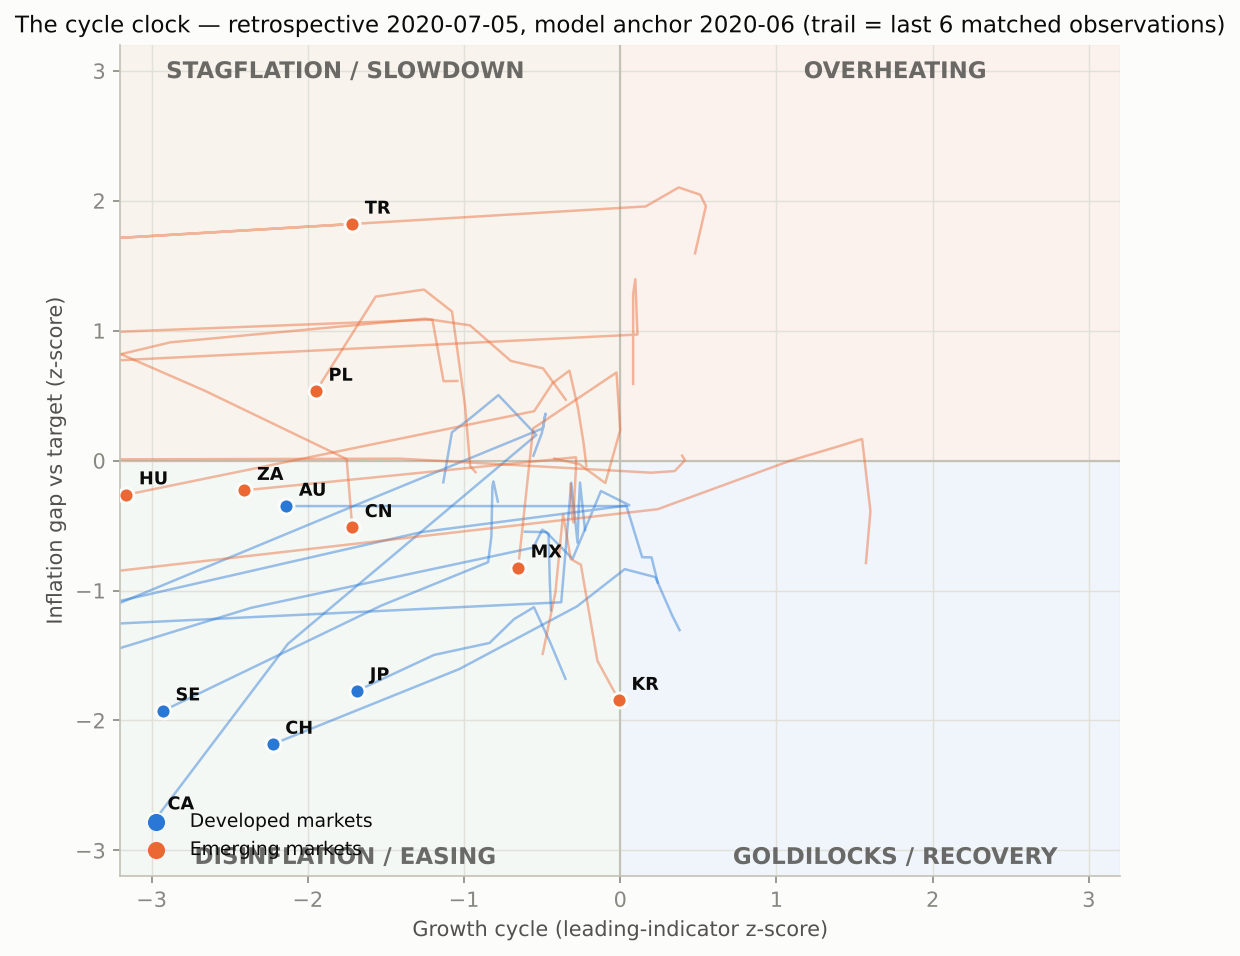 The cycle clock — retrospective 2020-07-05, model anchor 2020-06 (trail = last 6 matched observations)
STAGFLATION / SLOWDOWN
OVERHEATING
3
2
1
0
−1
−2
−3
Inflation gap vs target (z-score)
TR
PL
HU
ZA
AU
CN
MX
JP
SE
KR
CH
CA
Developed markets
Emerging markets
DISINFLATION / EASING
GOLDILOCKS / RECOVERY
−3
−2
−1
0
1
2
3
Growth cycle (leading-indicator z-score)